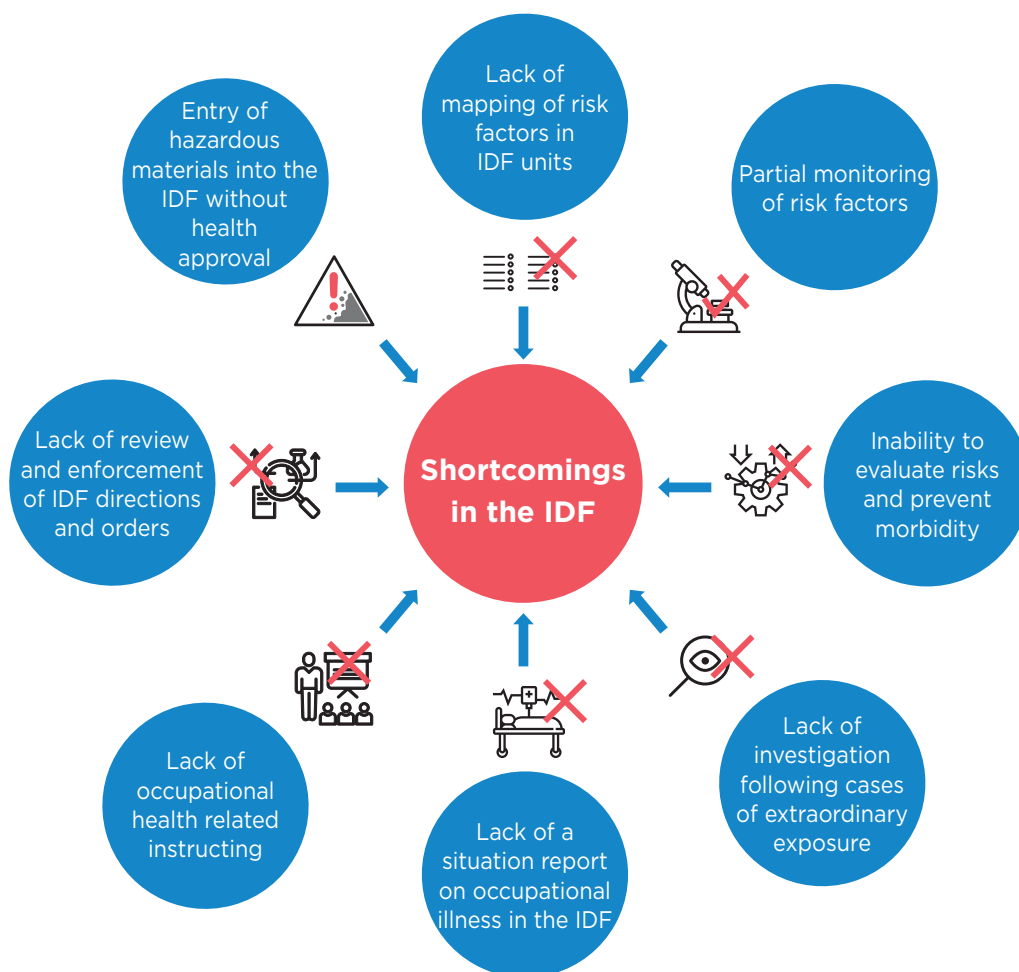 Lack of
mapping of risk
factors in
IDF units
Partial monitoring
of risk factors
Inability to
evaluate risks
and prevent
morbidity
Lack of
investigation
following cases
of extraordinary
exposure
Lack of a
situation report
on occupational
illness in the IDF
Lack of
occupational
health related
instructing
Lack of review
and enforcement
of IDF directions
and orders
Entry of
hazardous
materials into the
IDF without
health
approval
Shortcomings
in the IDF